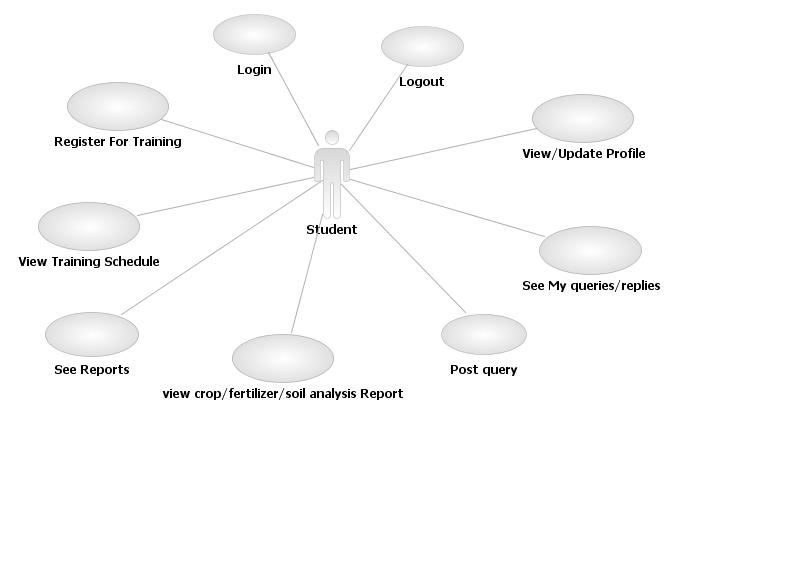 Login
Logout
Register For Training
View/Update Profile
Student
View Training Schedule
See My queries/replies
See Reports
view crop/fertilizer/soil analysis Report
Post query